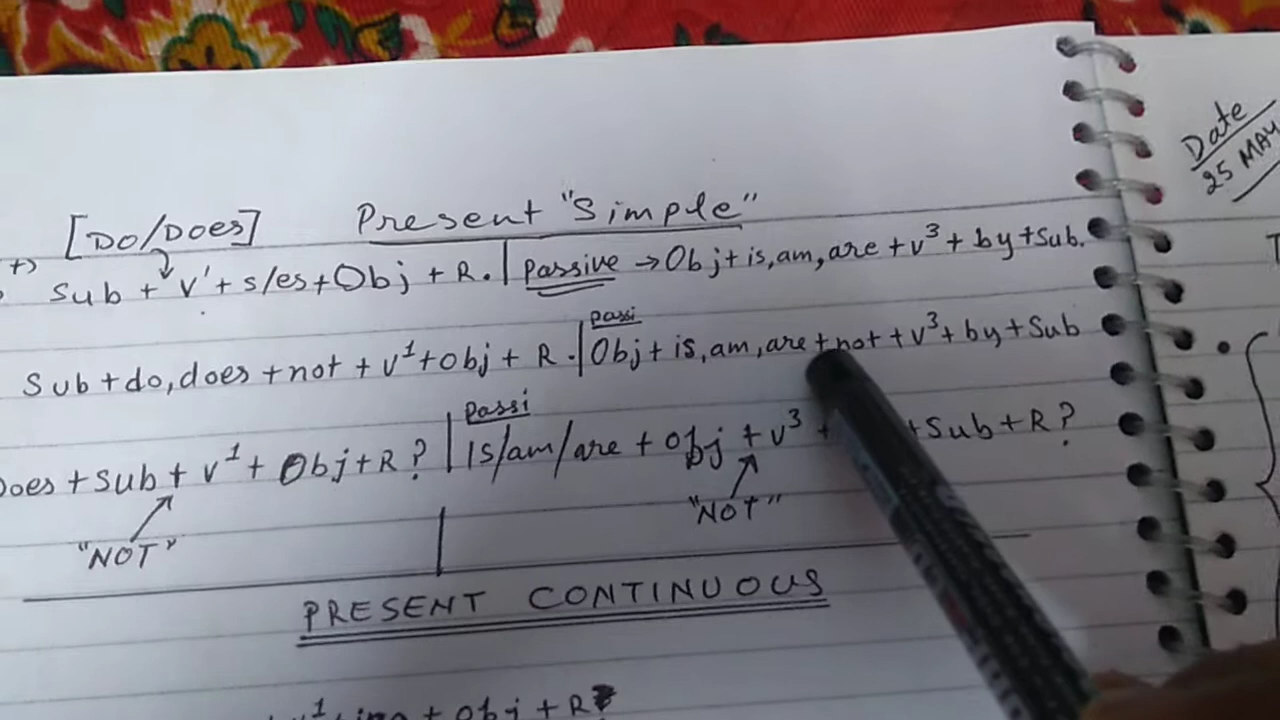 [DO/DOES] Present "Simple"
Sub + V¹ + s/es + Obj + R. | Passive → Obj + is, am, are + v³ + by + Sub.
Passi
Sub + do, does + not + v¹ + obj + R. | Obj + is, am, are + not + v³ + by + Sub
Passi
Does + Sub + v¹ + Obj + R? | Is/am/are + obj + v³ + + Sub + R?
"NOT" "NOT"
PRESENT CONTINUOUS
+ obj + R
Date
25 MAY